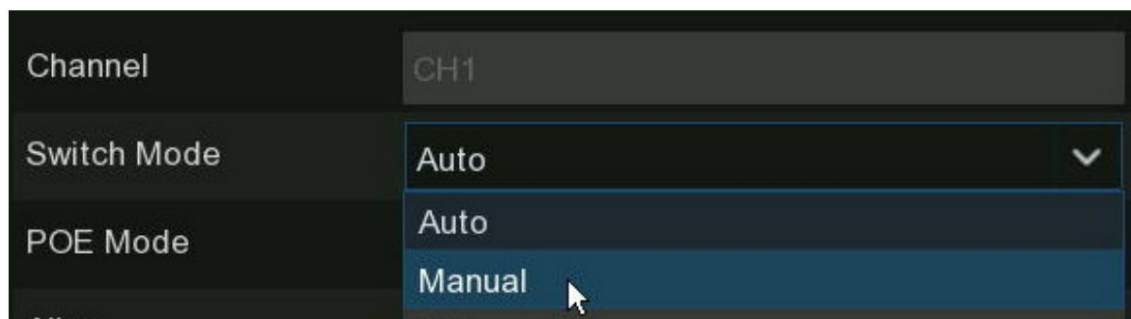 Channel CH1
Switch Mode Auto
Auto
POE Mode
Manual